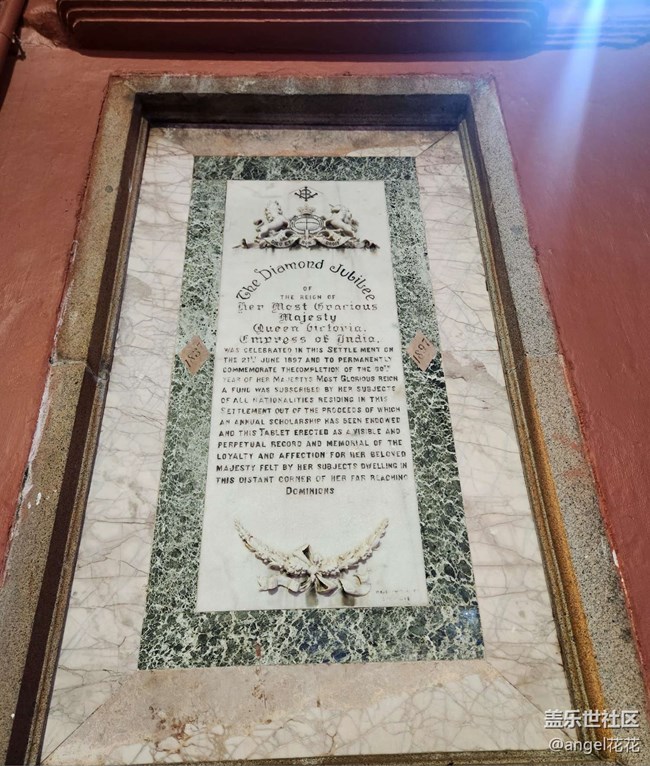 The Diamond Jubilee
OF
THE REIGN OF
Her Most Gracious
Majesty
Queen Victoria.
Empress of India.
WAS CELEBRATED IN THIS SETTLEMENT ON
THE 21ST JUNE 1897 AND TO PERMANENTLY
COMMEMORATE THE COMPLETION OF THE 60TH
YEAR OF HER MAJESTYS MOST GLORIOUS REIGN
A FUND WAS SUBSCRIBED BY HER SUBJECTS
OF ALL NATIONALITIES RESIDING IN THIS
SETTLEMENT OUT OF THE PROCEEDS OF WHICH
AN ANNUAL SCHOLARSHIP HAS BEEN ENDOWED
AND THIS TABLET ERECTED AS A VISIBLE AND
PERPETUAL RECORD AND MEMORIAL OF THE
LOYALTY AND AFFECTION FOR HER BELOVED
MAJESTY FELT BY HER SUBJECTS DWELLING IN
THIS DISTANT CORNER OF HER FAR REACHING
DOMINIONS
1837
1897
盖乐世社区
@angel花花